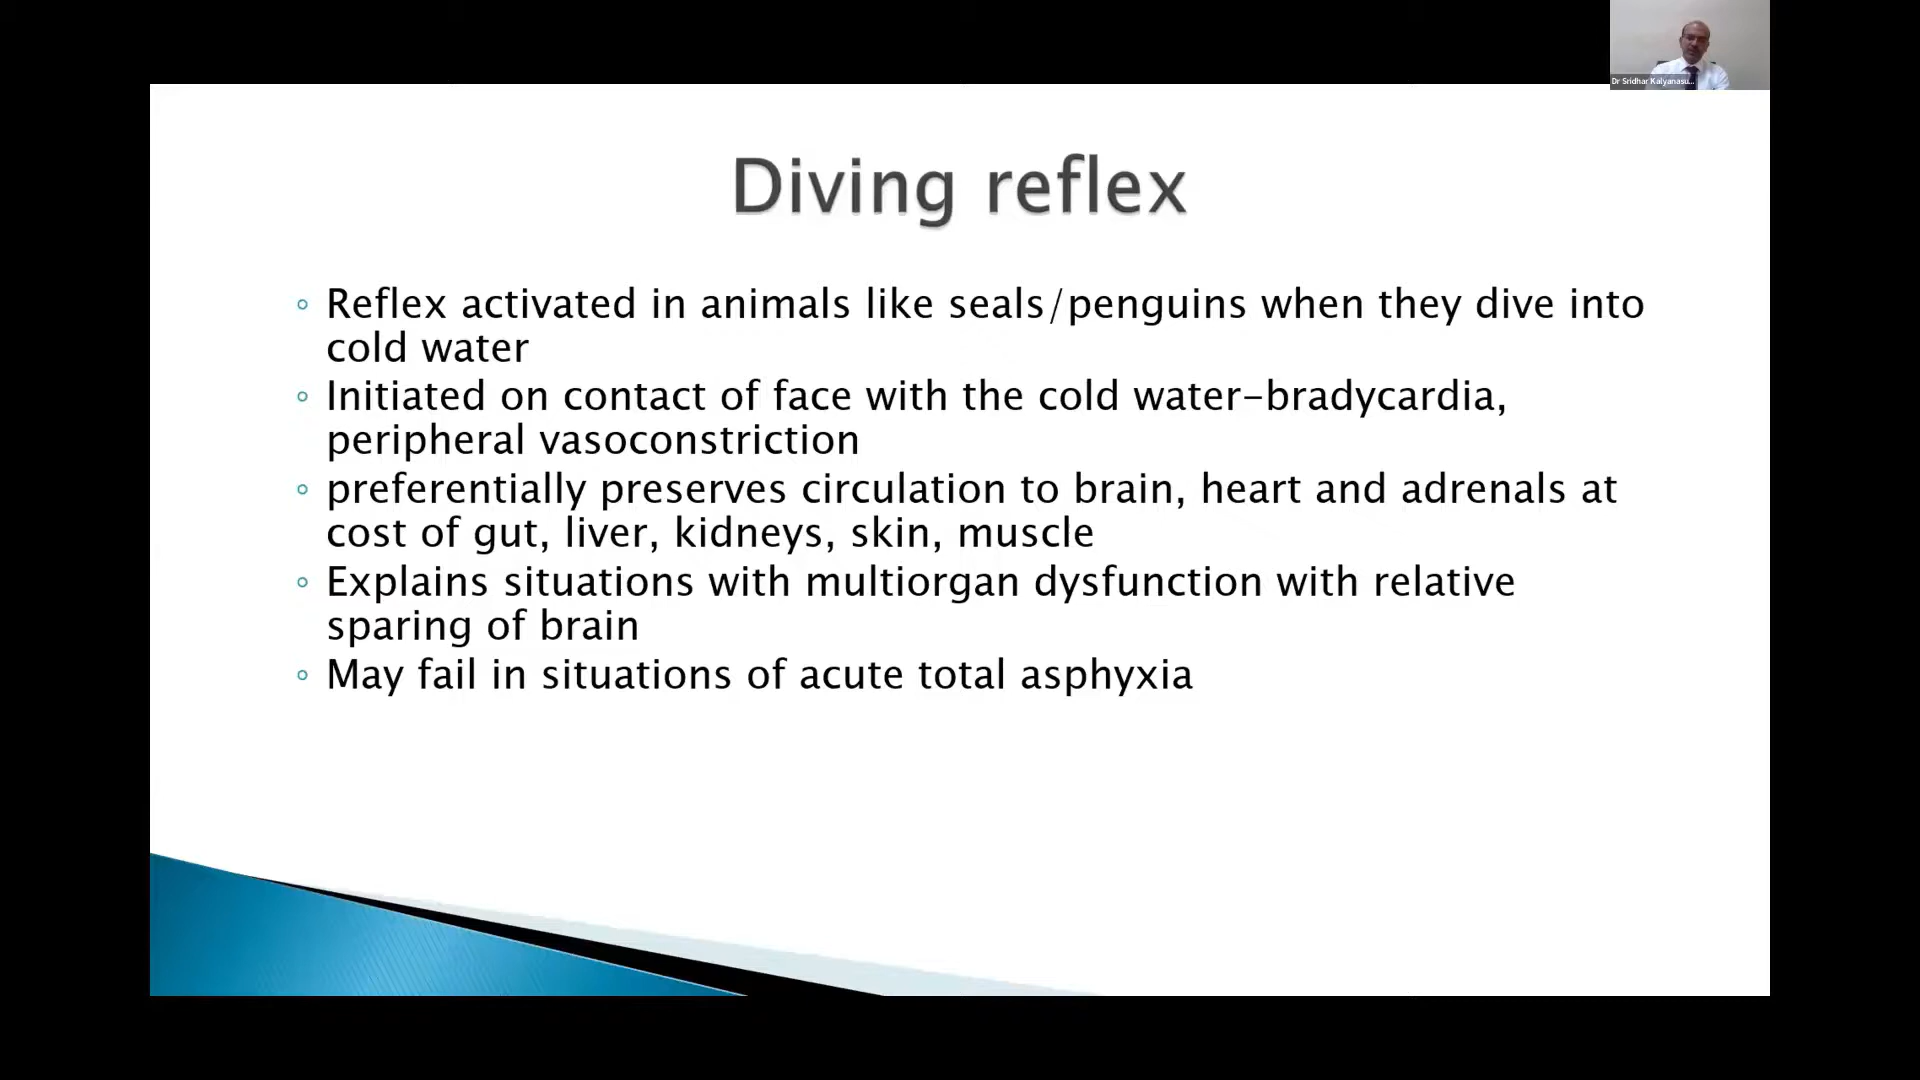 Dr Sridhar Kalyanasu...
Diving reflex
Reflex activated in animals like seals/penguins when they dive into
cold water
Initiated on contact of face with the cold water-bradycardia,
peripheral vasoconstriction
preferentially preserves circulation to brain, heart and adrenals at
cost of gut, liver, kidneys, skin, muscle
Explains situations with multiorgan dysfunction with relative
sparing of brain
May fail in situations of acute total asphyxia